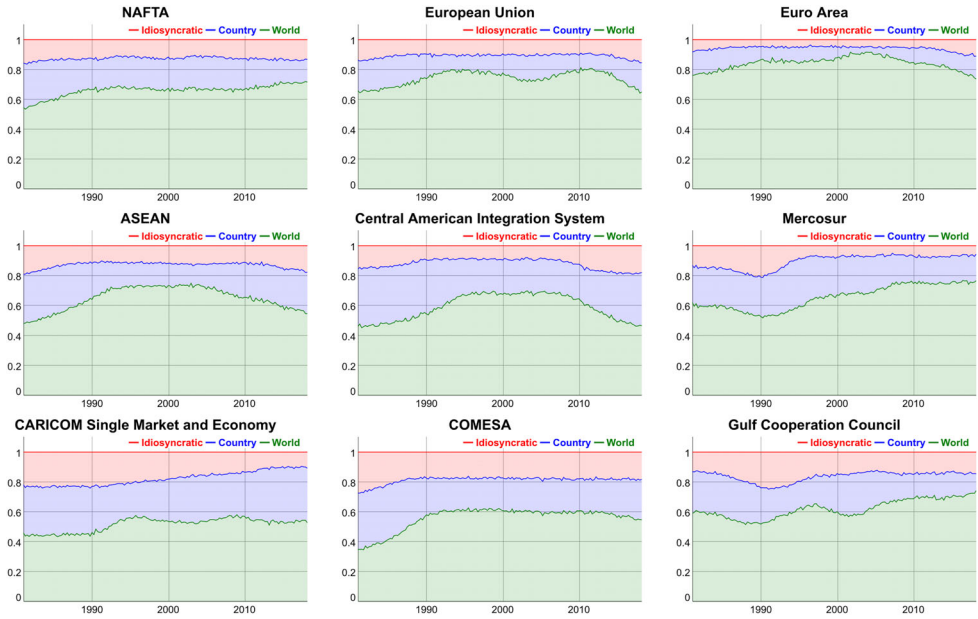 NAFTA
Idiosyncratic Country World
1
0.8
0.6
0.4
0.2
0
1990 2000 2010
European Union
Idiosyncratic Country World
1
0.8
0.6
0.4
0.2
0
1990 2000 2010
Euro Area
Idiosyncratic Country World
1
0.8
0.6
0.4
0.2
0
1990 2000 2010
ASEAN
Idiosyncratic Country World
1
0.8
0.6
0.4
0.2
0
1990 2000 2010
Central American Integration System
Idiosyncratic Country World
1
0.8
0.6
0.4
0.2
0
1990 2000 2010
Mercosur
Idiosyncratic Country World
1
0.8
0.6
0.4
0.2
0
1990 2000 2010
CARICOM Single Market and Economy
Idiosyncratic Country World
1
0.8
0.6
0.4
0.2
0
1990 2000 2010
COMESA
Idiosyncratic Country World
1
0.8
0.6
0.4
0.2
0
1990 2000 2010
Gulf Cooperation Council
Idiosyncratic Country World
1
0.8
0.6
0.4
0.2
0
1990 2000 2010